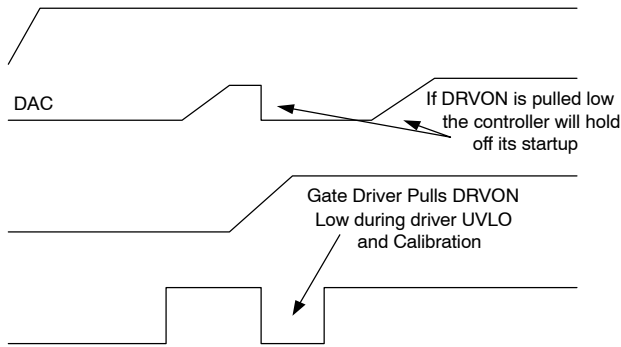 DAC
If DRVON is pulled low
the controller will hold
off its startup
Gate Driver Pulls DRVON
Low during driver UVLO
and Calibration